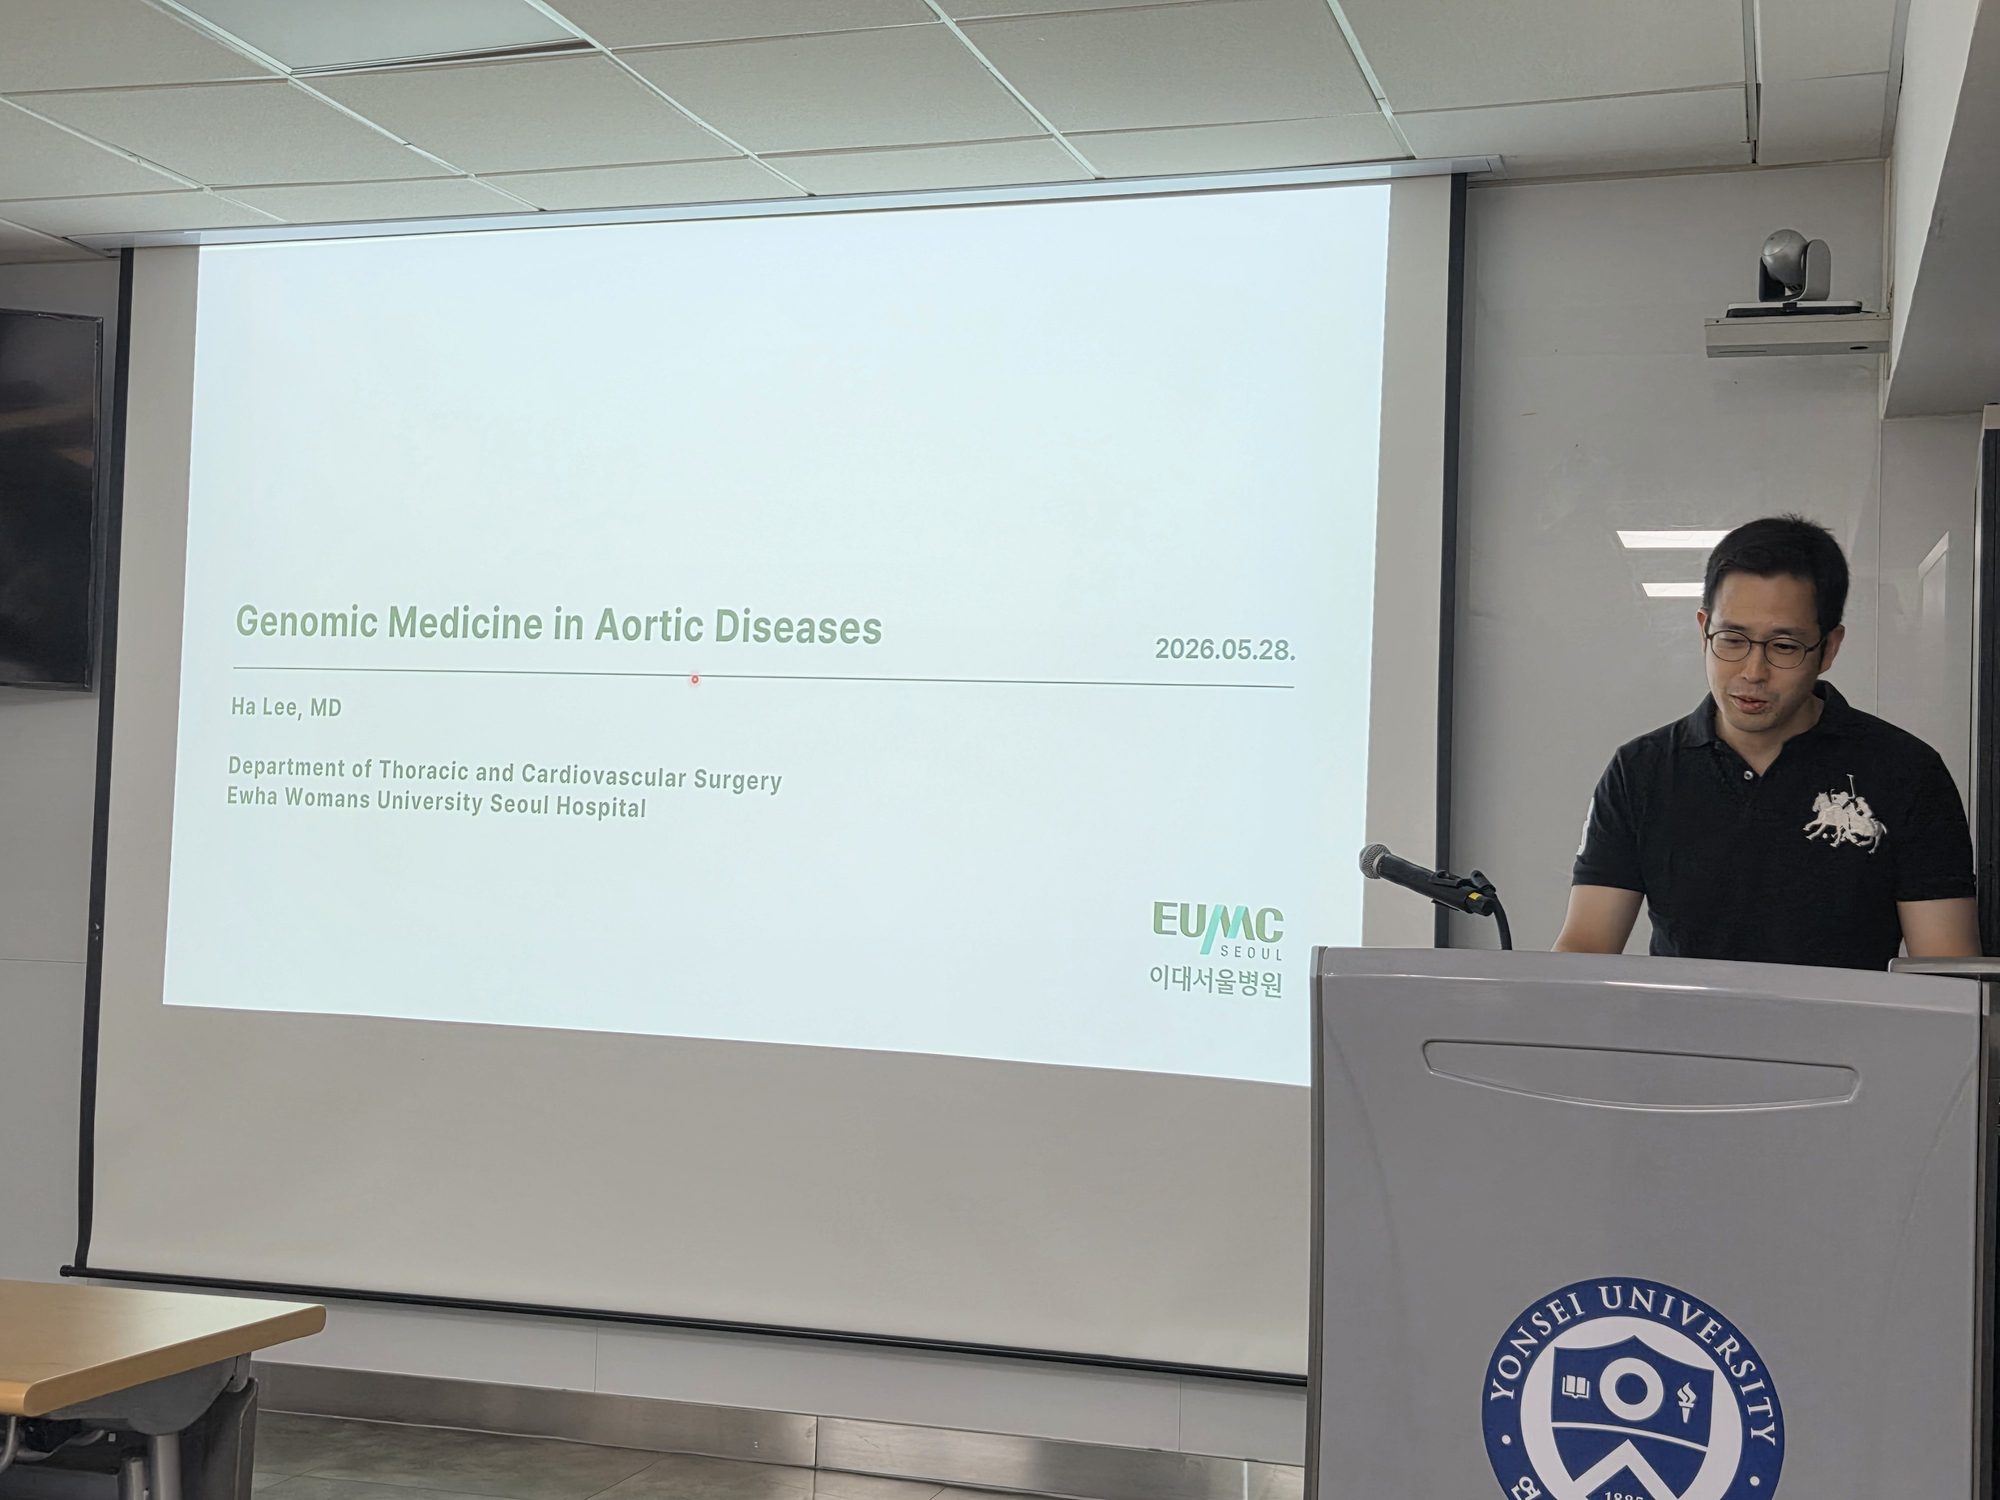 Genomic Medicine in Aortic Diseases
2026.05.28.
Ha Lee, MD
Department of Thoracic and Cardiovascular Surgery
Ewha Womans University Seoul Hospital
EUMC
SEOUL
이대서울병원
YONSEI UNIVERSITY